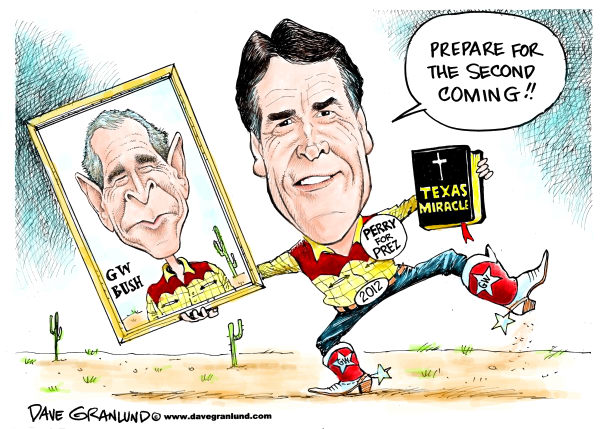 PREPARE FOR
THE SECOND
COMING!!
TEXAS
MIRACLE
PERRY
FOR
PREZ
2012
GW
BUSH
GW
GW
DAVE GRANLUND © www.davegranlund.com